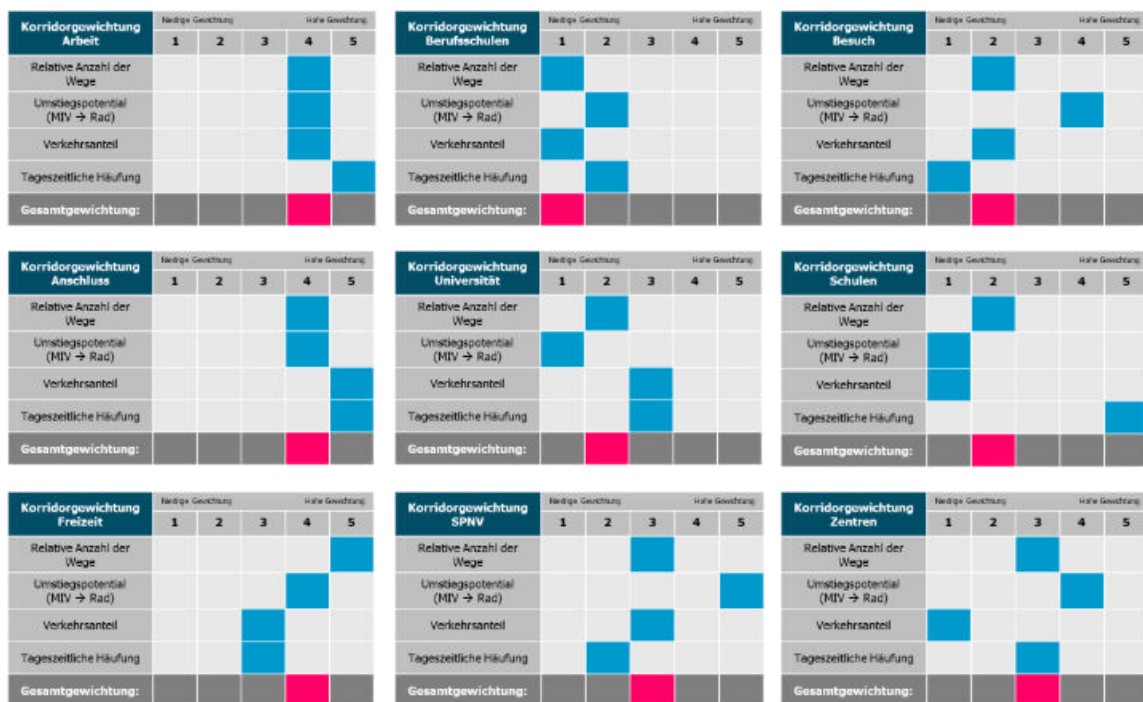 Korridorgewichtung
Arbeit
Niedrige Gewichtung
Hohe Gewichtung
1 2 3 4 5
Relative Anzahl der
Wege
Umstiegspotential
(MIV → Rad)
Verkehrsanteil
Tageszeitliche Häufung
Gesamtgewichtung:
Korridorgewichtung
Berufsschulen
Niedrige Gewichtung
Hohe Gewichtung
1 2 3 4 5
Relative Anzahl der
Wege
Umstiegspotential
(MIV → Rad)
Verkehrsanteil
Tageszeitliche Häufung
Gesamtgewichtung:
Korridorgewichtung
Besuch
Niedrige Gewichtung
Hohe Gewichtung
1 2 3 4 5
Relative Anzahl der
Wege
Umstiegspotential
(MIV → Rad)
Verkehrsanteil
Tageszeitliche Häufung
Gesamtgewichtung:
Korridorgewichtung
Anschluss
Niedrige Gewichtung
Hohe Gewichtung
1 2 3 4 5
Relative Anzahl der
Wege
Umstiegspotential
(MIV → Rad)
Verkehrsanteil
Tageszeitliche Häufung
Gesamtgewichtung:
Korridorgewichtung
Universität
Niedrige Gewichtung
Hohe Gewichtung
1 2 3 4 5
Relative Anzahl der
Wege
Umstiegspotential
(MIV → Rad)
Verkehrsanteil
Tageszeitliche Häufung
Gesamtgewichtung:
Korridorgewichtung
Schulen
Niedrige Gewichtung
Hohe Gewichtung
1 2 3 4 5
Relative Anzahl der
Wege
Umstiegspotential
(MIV → Rad)
Verkehrsanteil
Tageszeitliche Häufung
Gesamtgewichtung:
Korridorgewichtung
Freizeit
Niedrige Gewichtung
Hohe Gewichtung
1 2 3 4 5
Relative Anzahl der
Wege
Umstiegspotential
(MIV → Rad)
Verkehrsanteil
Tageszeitliche Häufung
Gesamtgewichtung:
Korridorgewichtung
SPNV
Niedrige Gewichtung
Hohe Gewichtung
1 2 3 4 5
Relative Anzahl der
Wege
Umstiegspotential
(MIV → Rad)
Verkehrsanteil
Tageszeitliche Häufung
Gesamtgewichtung:
Korridorgewichtung
Zentren
Niedrige Gewichtung
Hohe Gewichtung
1 2 3 4 5
Relative Anzahl der
Wege
Umstiegspotential
(MIV → Rad)
Verkehrsanteil
Tageszeitliche Häufung
Gesamtgewichtung: